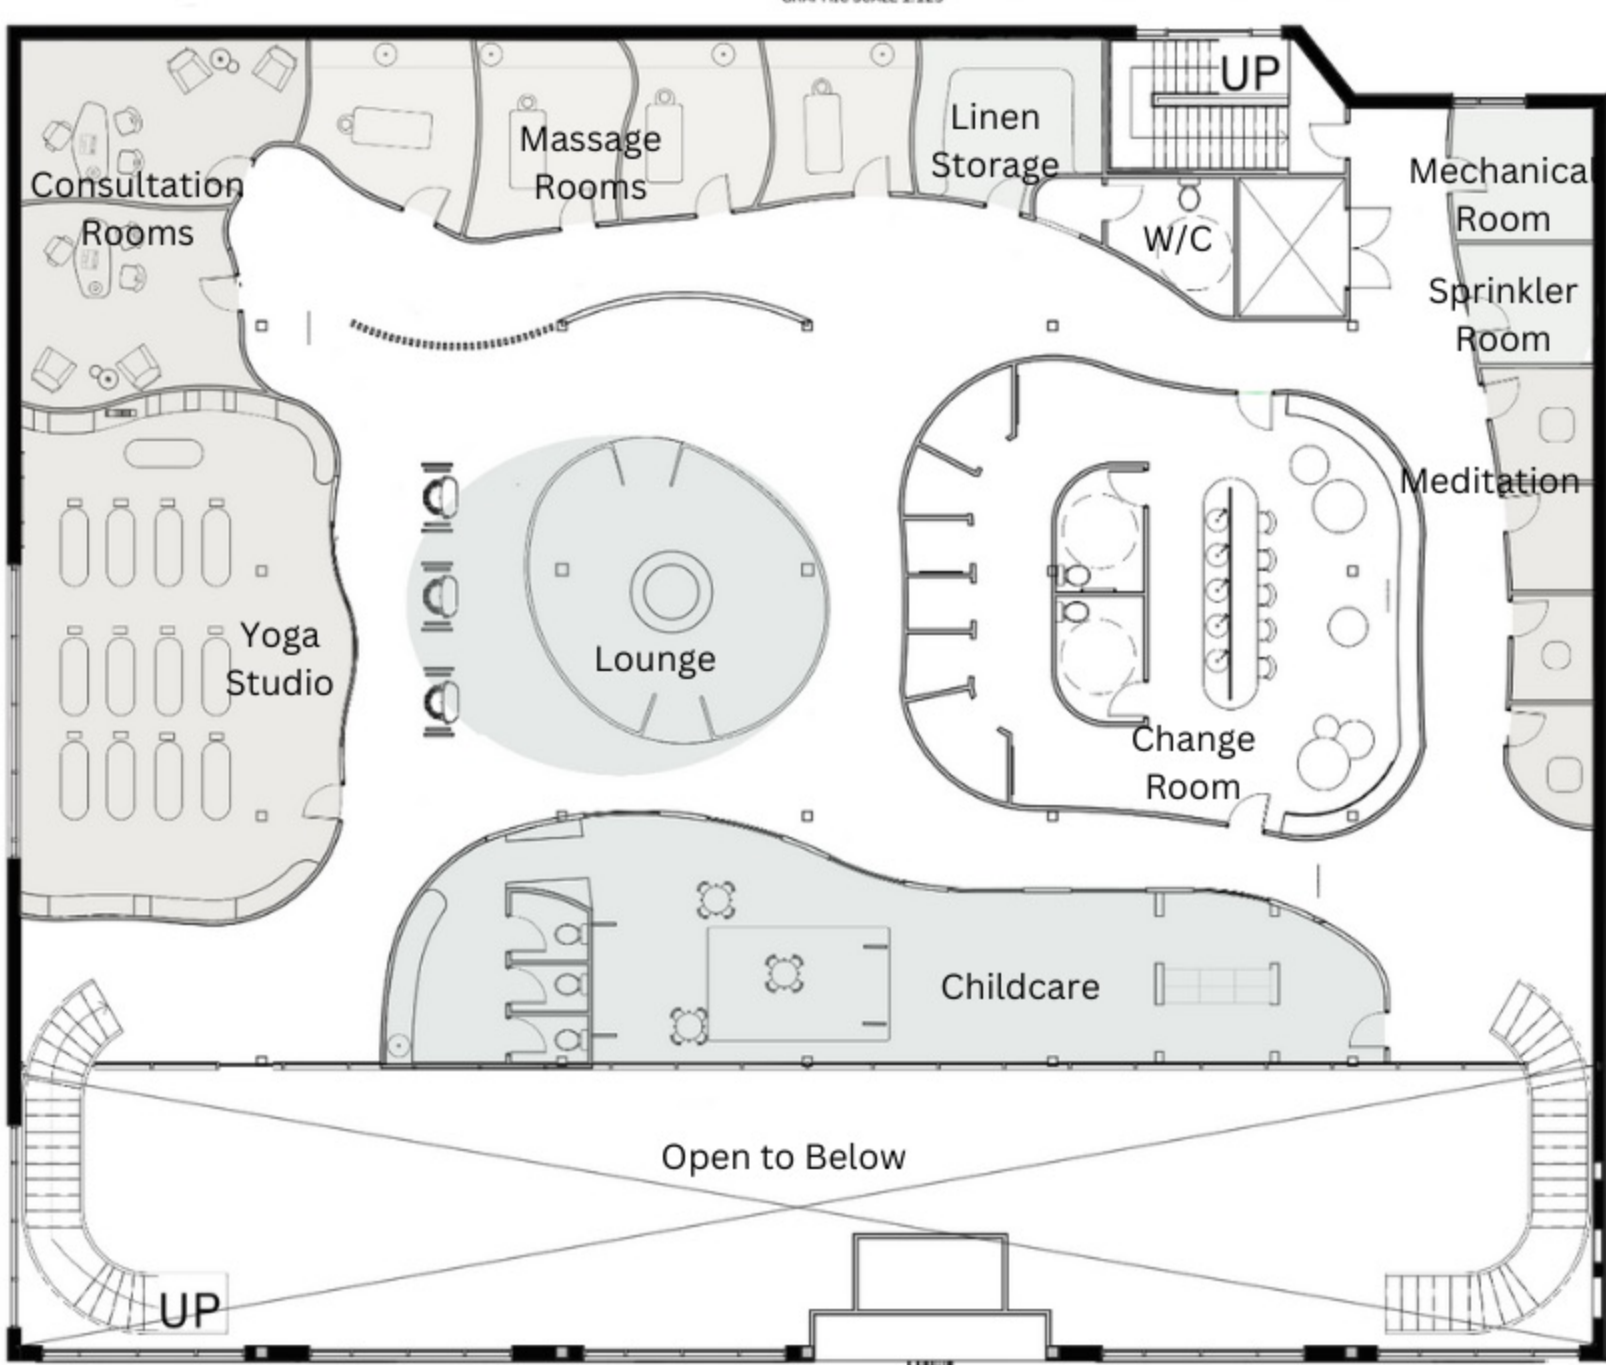 UP
Linen
Storage
Massage
Rooms
Consultation
Rooms
Mechanical
Room
W/C
Sprinkler
Room
Meditation
Yoga
Studio
Lounge
Change
Room
Childcare
Open to Below
UP